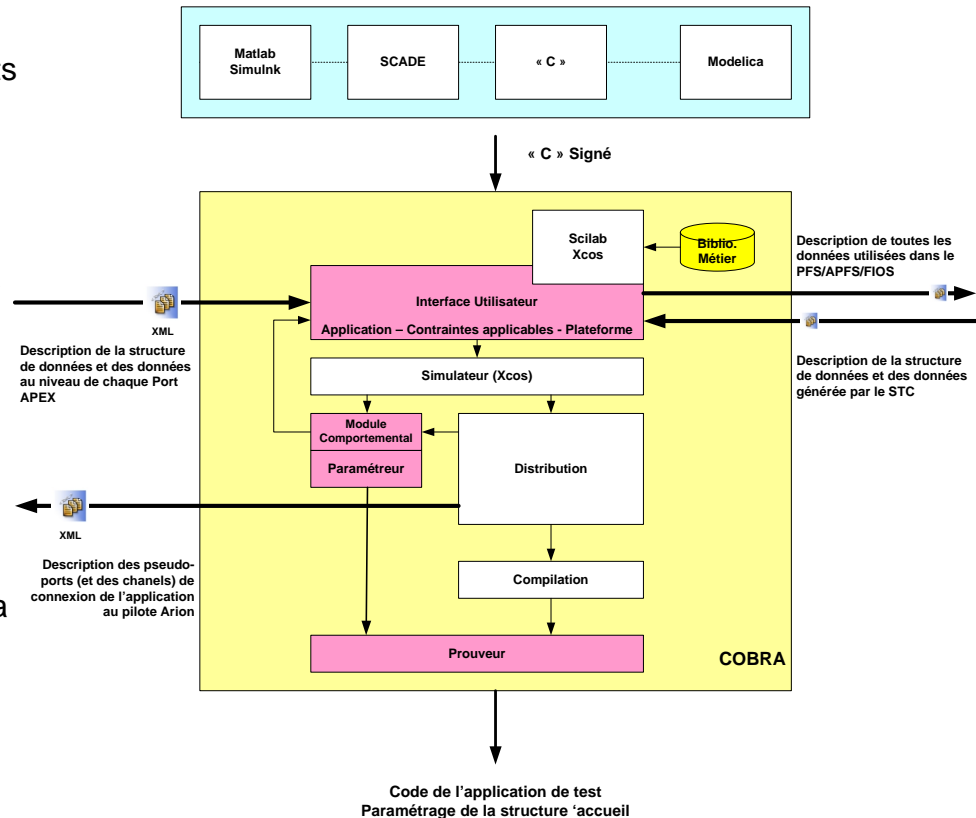 Matlab
Simulnk
SCADE
« C »
Modelica
ts
« C » Signé
Scilab
Xcos
Biblio.
Métier
Description de toutes les
données utilisées dans le
PFS/APFS/FIOS
Interface Utilisateur
Application – Contraintes applicables - Plateforme
XML
Description de la structure
de données et des données
au niveau de chaque Port
APEX
Description de la structure
de données et des données
générée par le STC
Simulateur (Xcos)
Module
Comportemental
Paramétreur
Distribution
XML
Description des pseudo-
ports (et des chanels) de
connexion de l'application
au pilote Arion
a
Compilation
Prouveur
COBRA
Code de l'application de test
Paramétrage de la structure 'accueil